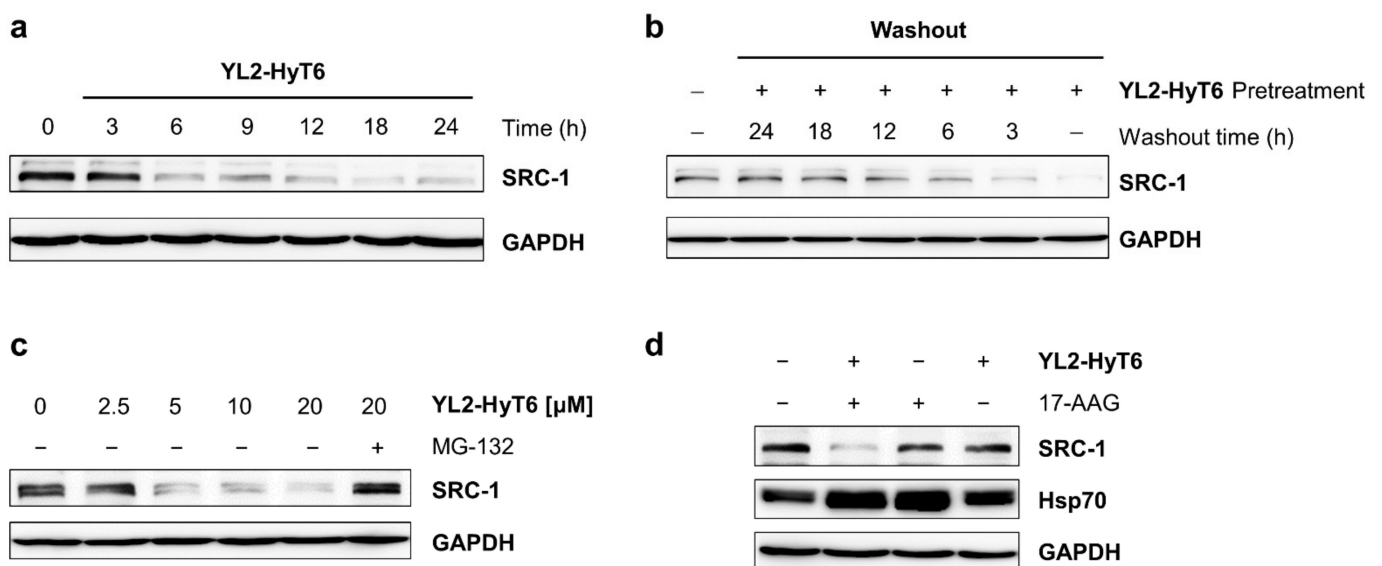 a
YL2-HyT6
0 3 6 9 12 18 24 Time (h)
SRC-1
GAPDH
b
Washout
– + + + + + + YL2-HyT6 Pretreatment
– 24 18 12 6 3 – Washout time (h)
SRC-1
GAPDH
c
0 2.5 5 10 20 20 YL2-HyT6 [µM]
– – – – – + MG-132
SRC-1
GAPDH
d
– + – + YL2-HyT6
– + + – 17-AAG
SRC-1
Hsp70
GAPDH